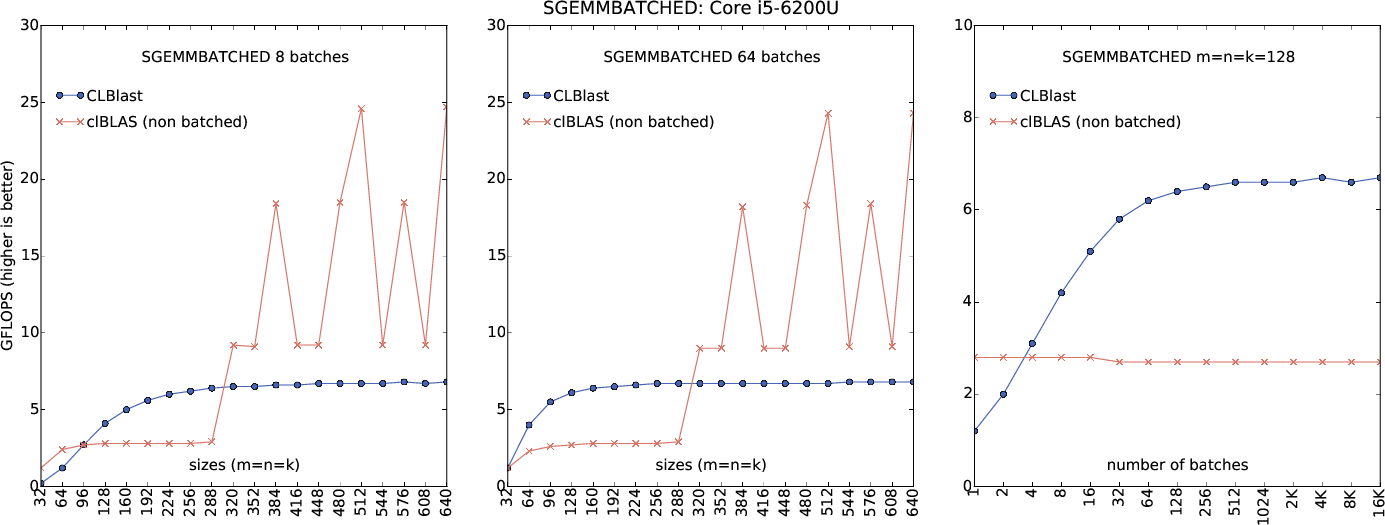 SGEMMBATCHED: Core i5-6200U
GFLOPS (higher is better)
SGEMMBATCHED 8 batches
CLBlast
clBLAS (non batched)
30
25
20
15
10
5
0
sizes (m=n=k)
32 64 96 128 160 192 224 256 288 320 352 384 416 448 480 512 544 576 608 640
SGEMMBATCHED 64 batches
CLBlast
clBLAS (non batched)
30
25
20
15
10
5
0
sizes (m=n=k)
32 64 96 128 160 192 224 256 288 320 352 384 416 448 480 512 544 576 608 640
SGEMMBATCHED m=n=k=128
CLBlast
clBLAS (non batched)
10
8
6
4
2
0
number of batches
1 2 4 8 16 32 64 128 256 512 1024 2K 4K 8K 16K